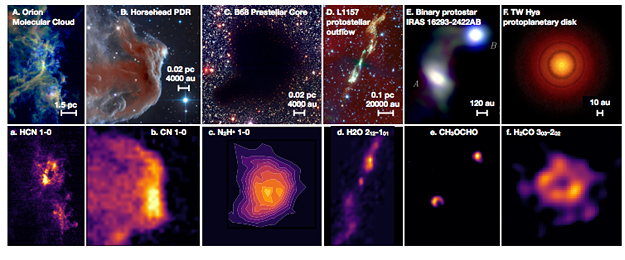 A. Orion
Molecular Cloud
1.5 pc
B. Horsehead PDR
0.02 pc
4000 au
C. B68 Prestellar Core
0.02 pc
4000 au
D. L1157
protostellar
outflow
0.1 pc
20000 au
E. Binary protostar
IRAS 16293-2422AB
B
A
120 au
F. TW Hya
protoplanetary disk
10 au
a. HCN 1-0
b. CN 1-0
c. N₂H+ 1-0
d. H2O 2₁₂-1₀₁
e. CH₃OCHO
f. H₂CO 3₀₃-2₀₂